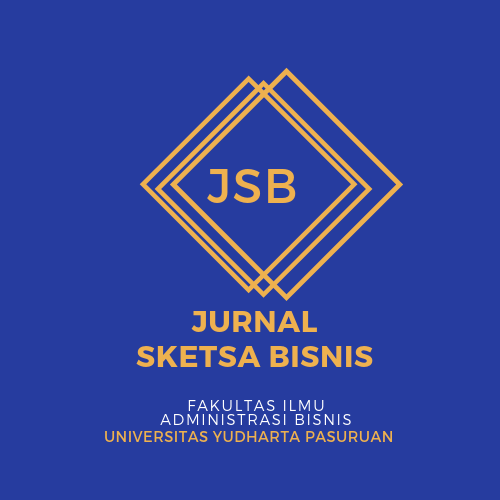 JSB
JURNAL
SKETSA BISNIS
FAKULTAS ILMU
ADMINISTRASI BISNIS
UNIVERSITAS YUDHARTA PASURUAN